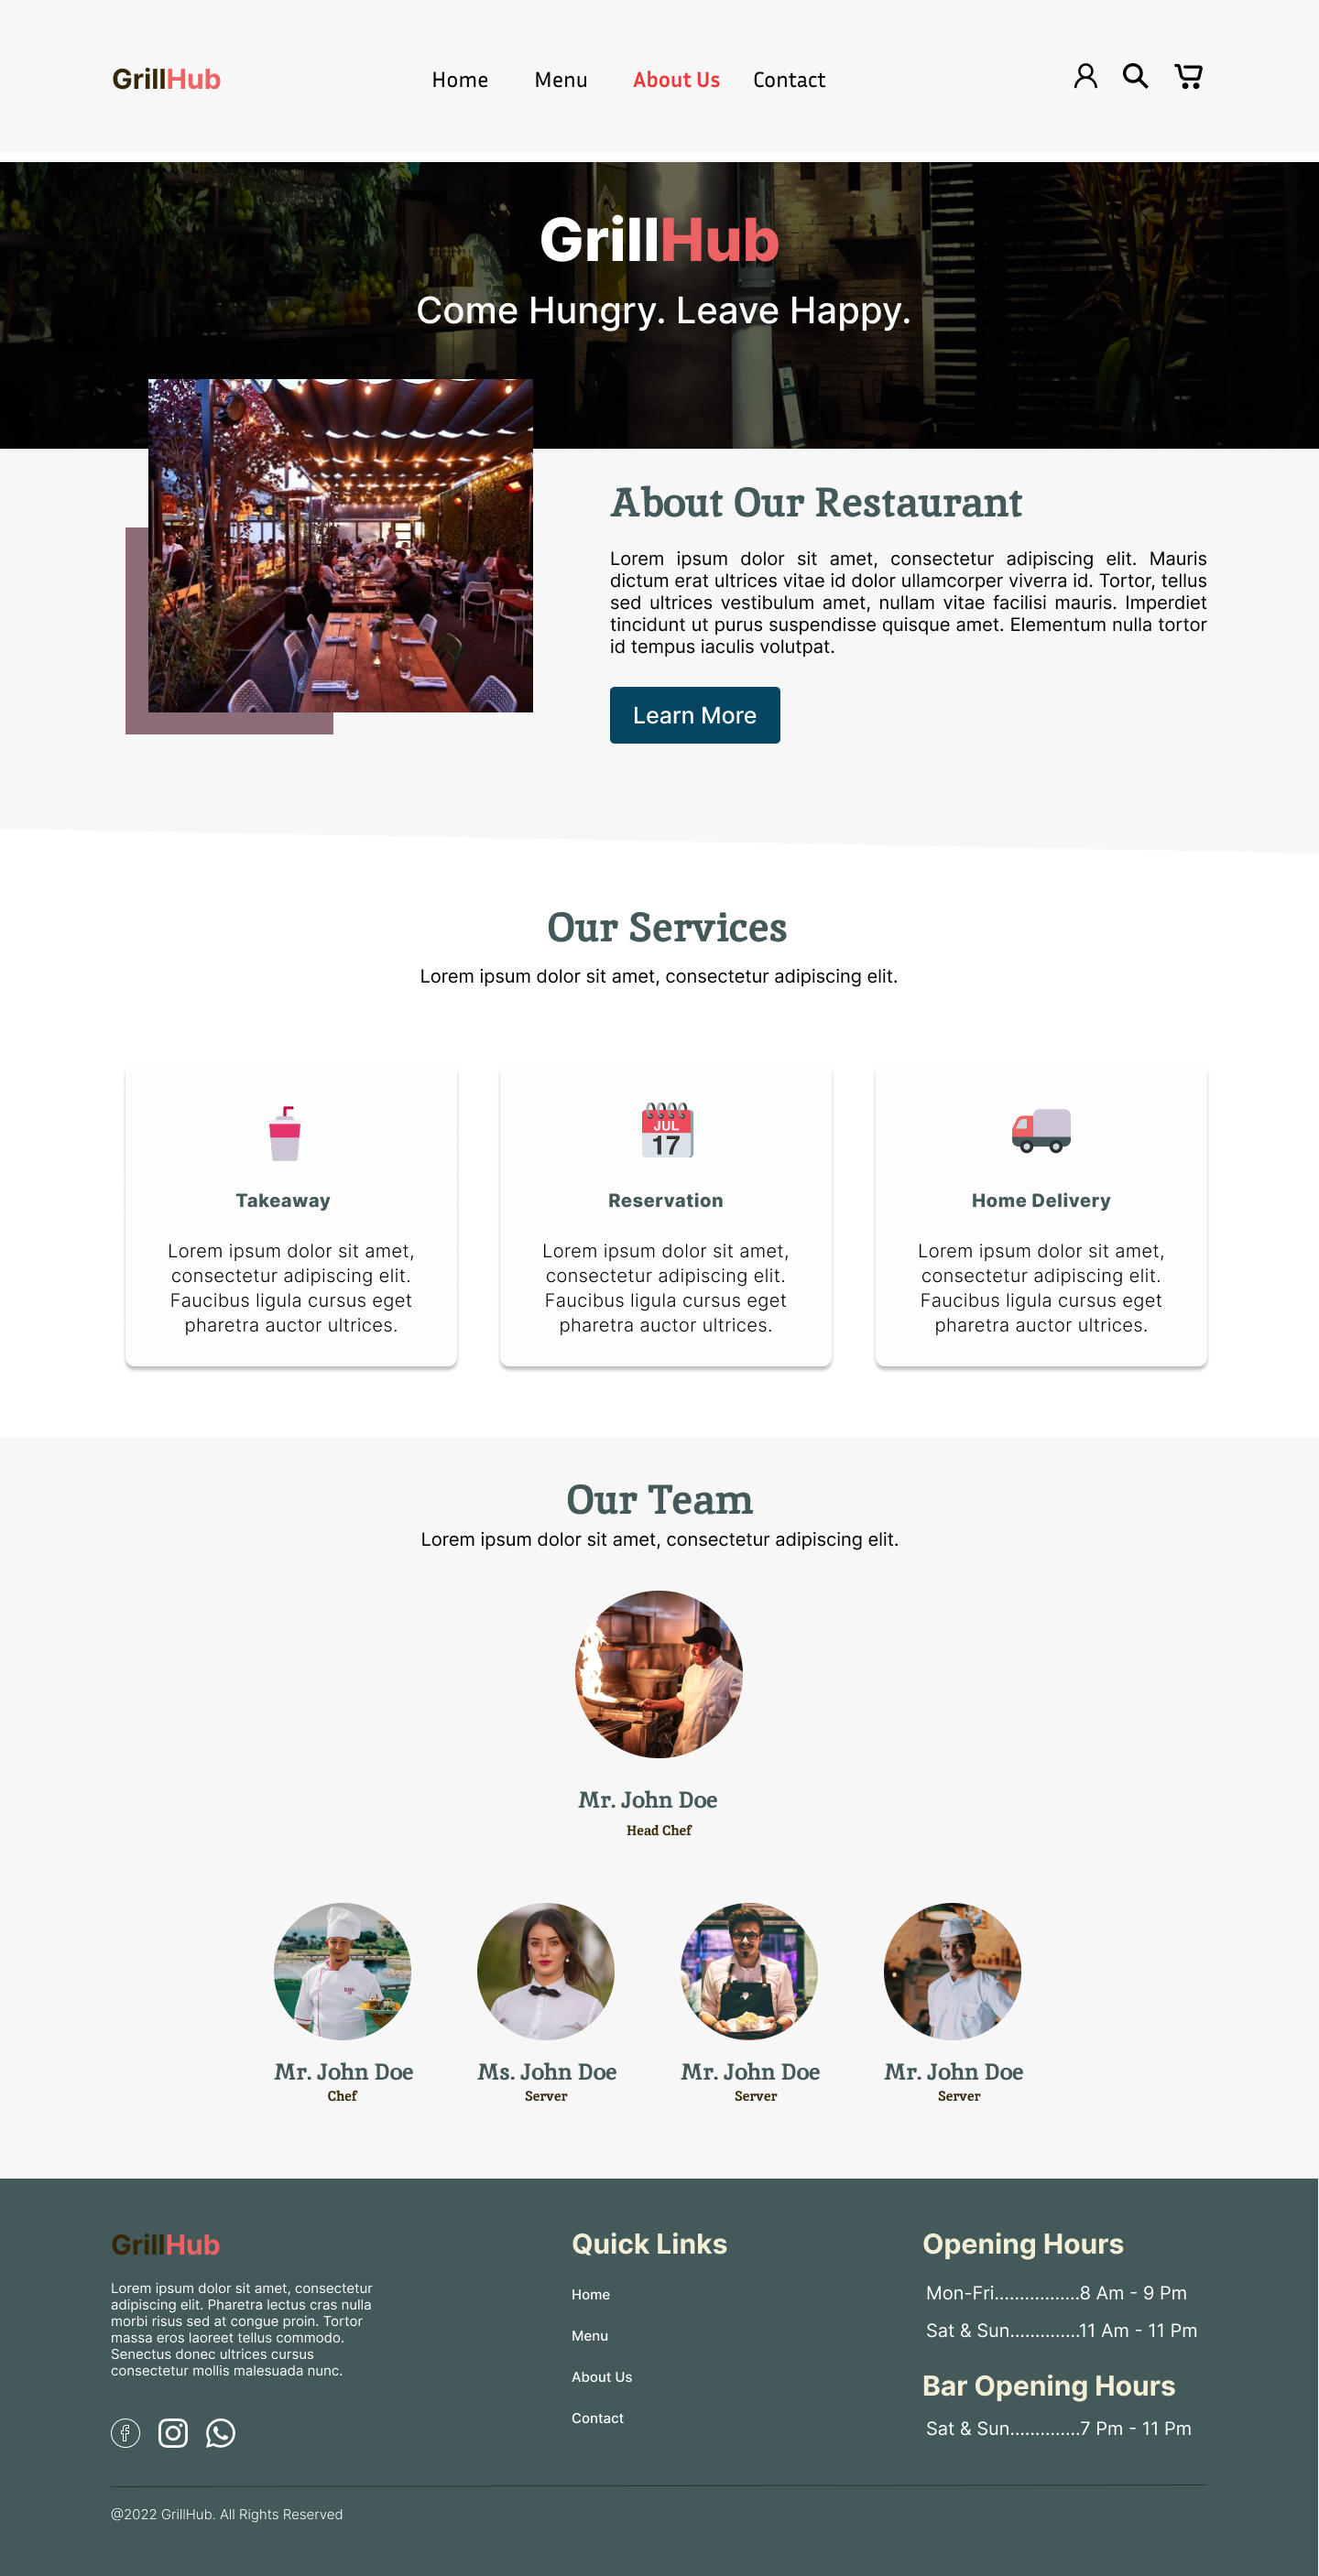 GrillHub
Home Menu About Us Contact
GrillHub
Come Hungry. Leave Happy.
About Our Restaurant
Lorem ipsum dolor sit amet, consectetur adipiscing elit. Mauris
dictum erat ultrices vitae id dolor ullamcorper viverra id. Tortor, tellus
sed ultrices vestibulum amet, nullam vitae facilisi mauris. Imperdiet
tincidunt ut purus suspendisse quisque amet. Elementum nulla tortor
id tempus iaculis volutpat.
Learn More
Our Services
Lorem ipsum dolor sit amet, consectetur adipiscing elit.
Takeaway
Lorem ipsum dolor sit amet,
consectetur adipiscing elit.
Faucibus ligula cursus eget
pharetra auctor ultrices.
JUL
17
Reservation
Lorem ipsum dolor sit amet,
consectetur adipiscing elit.
Faucibus ligula cursus eget
pharetra auctor ultrices.
Home Delivery
Lorem ipsum dolor sit amet,
consectetur adipiscing elit.
Faucibus ligula cursus eget
pharetra auctor ultrices.
Our Team
Lorem ipsum dolor sit amet, consectetur adipiscing elit.
Mr. John Doe
Head Chef
Mr. John Doe
Chef
Ms. John Doe
Server
Mr. John Doe
Server
Mr. John Doe
Server
GrillHub
Lorem ipsum dolor sit amet, consectetur
adipiscing elit. Pharetra lectus cras nulla
morbi risus sed at congue proin. Tortor
massa eros laoreet tellus commodo.
Senectus donec ultrices cursus
consectetur mollis malesuada nunc.
Quick Links
Home
Menu
About Us
Contact
Opening Hours
Mon-Fri.................8 Am - 9 Pm
Sat & Sun..............11 Am - 11 Pm
Bar Opening Hours
Sat & Sun..............7 Pm - 11 Pm
@2022 GrillHub. All Rights Reserved